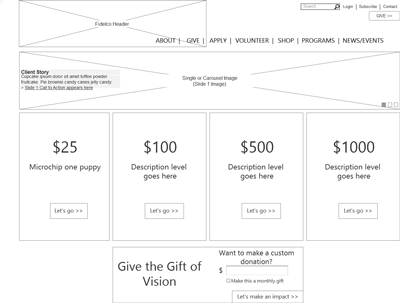 Search
Login | Subscribe | Contact
GIVE >>
Fidelco Header
ABOUT | GIVE | APPLY | VOLUNTEER | SHOP | PROGRAMS | NEWS/EVENTS
Client Story
Cupcake ipsum dolor sit amet toffee powder
fruitcake. Pie brownie candy canes jelly candy
> Slide 1 Call to Action appears here
Single or Carousel Image
(Slide 1 Image)
$25
Microchip one puppy
Let's go >>
$100
Description level
goes here
Let's go >>
$500
Description level
goes here
Let's go >>
$1000
Description level
goes here
Let's go >>
Give the Gift of
Vision
Want to make a custom
donation?
$
Make this a monthly gift
Let's make an impact >>